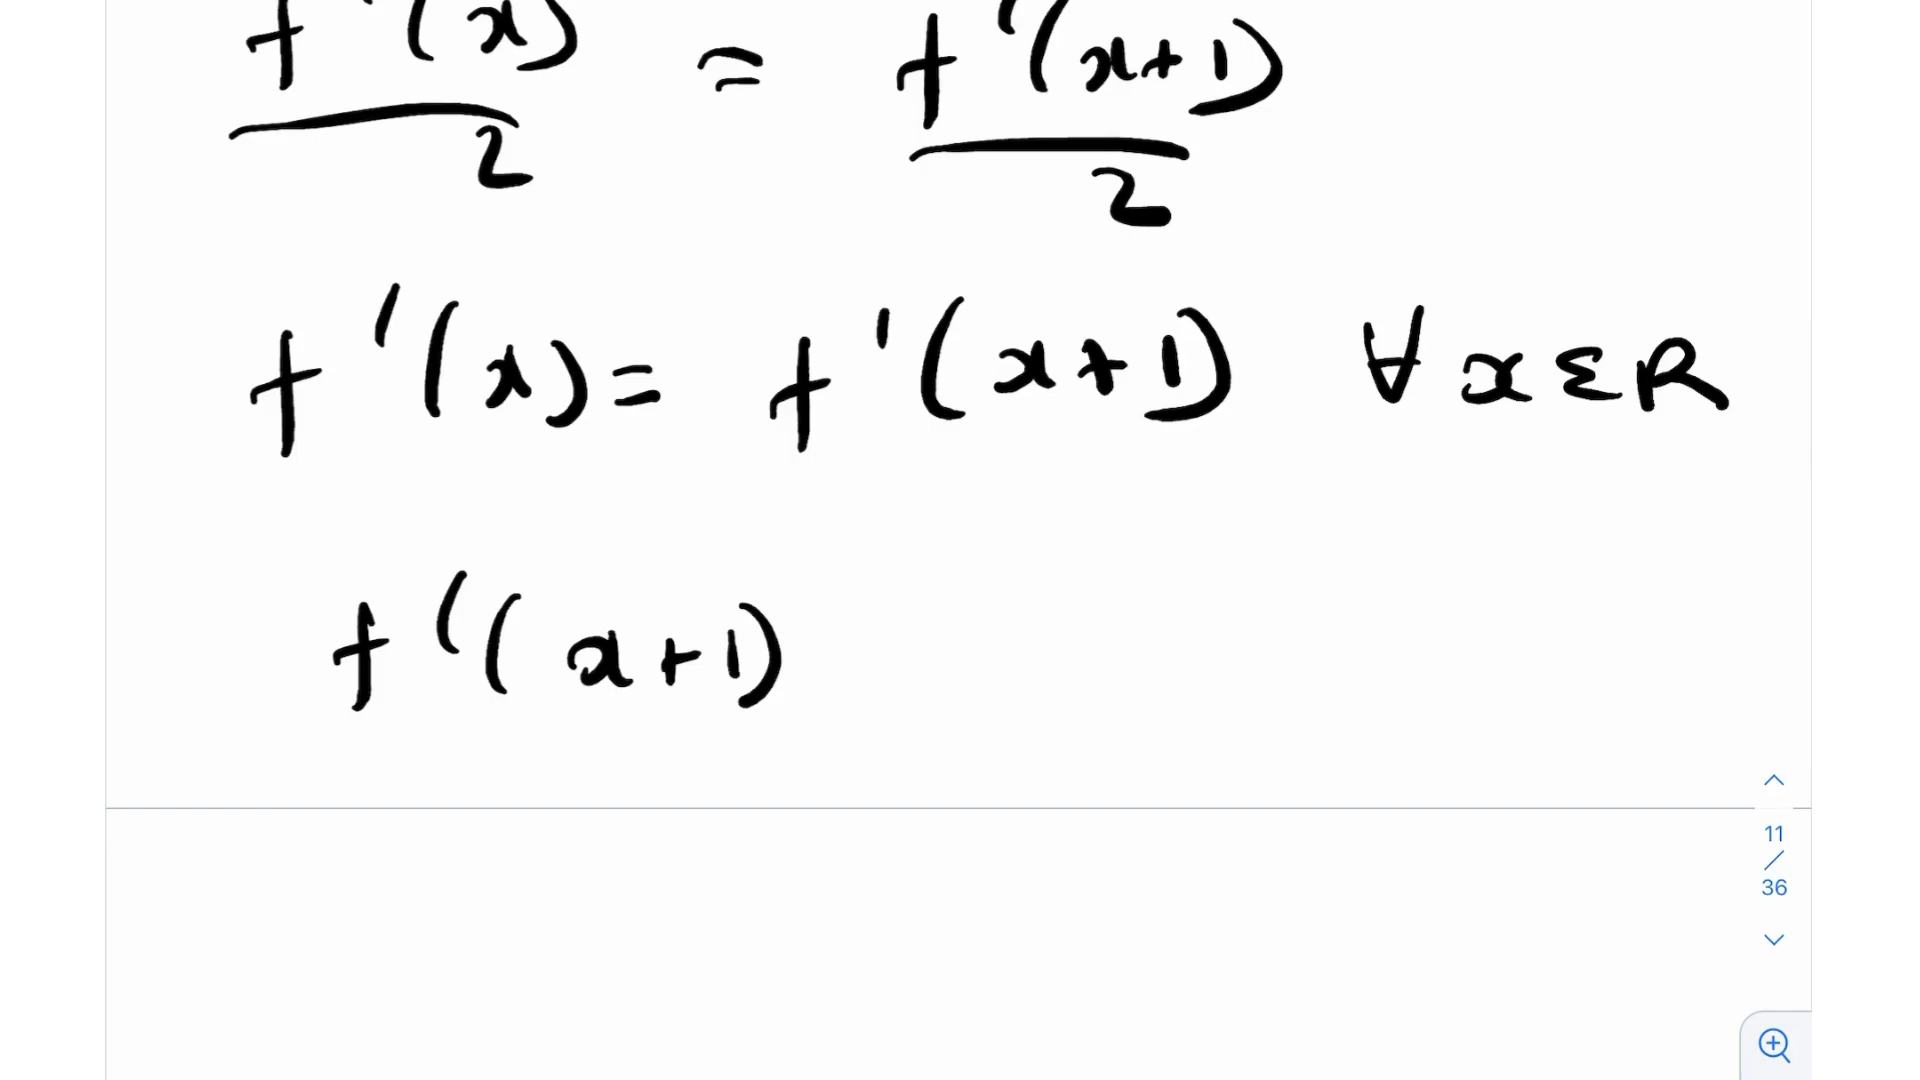 f'(x) = f'(x+1)
2 2
f'(x) = f'(x+1) ∀ x ∈ R
f'(x+1)
11
/
36